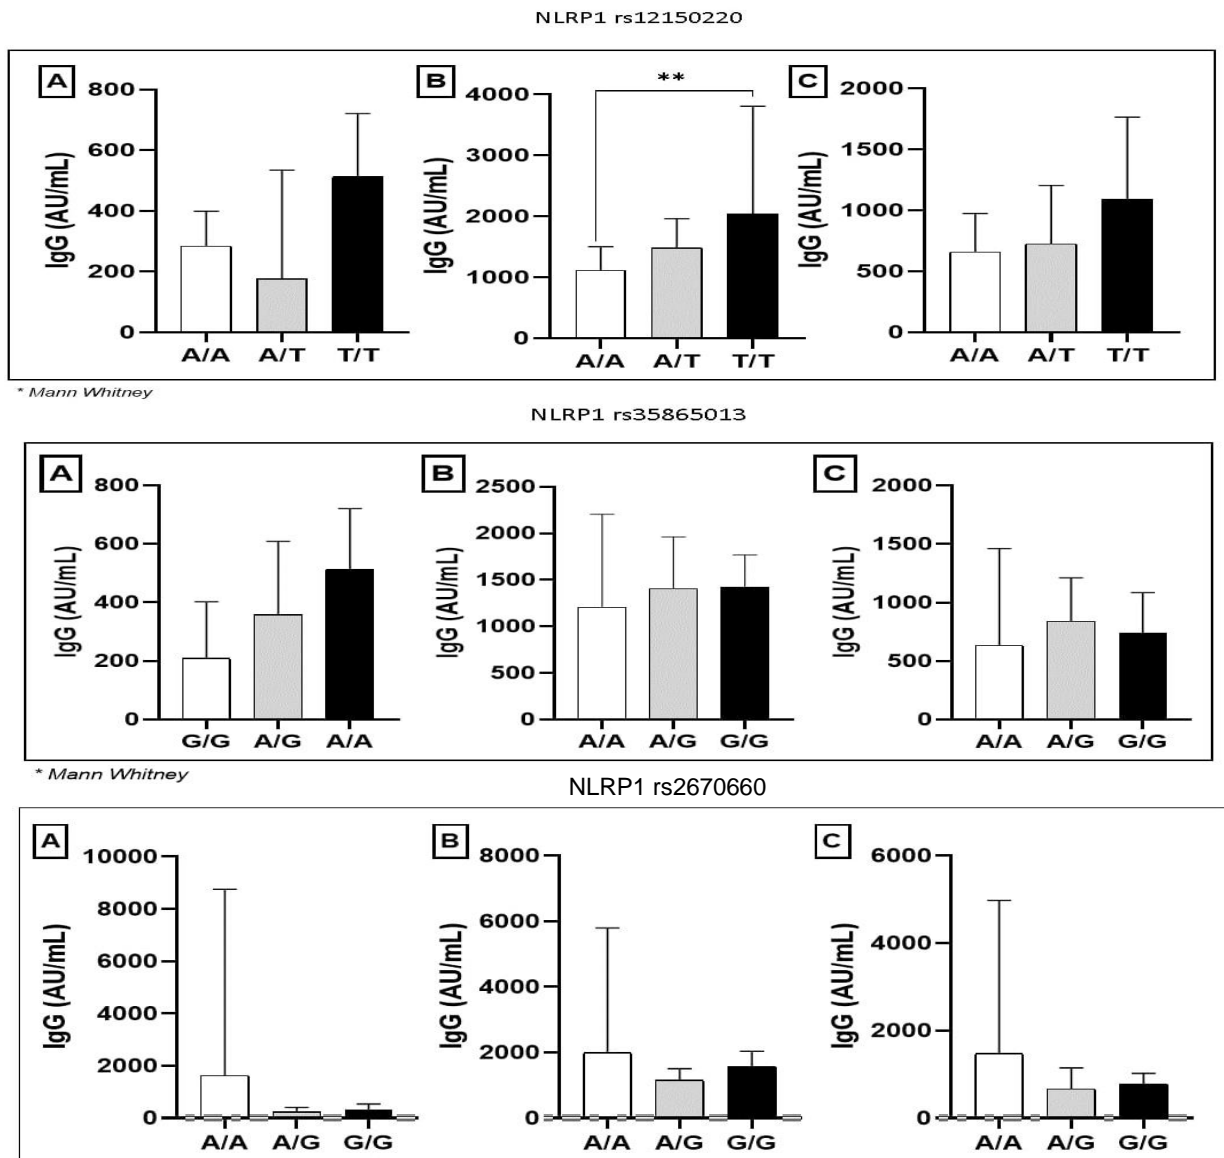 NLRP1 rs12150220
A B C
800 600 400 200 0
IgG (AU/mL)
A/A A/T T/T
4000 3000 2000 1000 0
IgG (AU/mL)
**
A/A A/T T/T
2000 1500 1000 500 0
IgG (AU/mL)
A/A A/T T/T
* Mann Whitney
NLRP1 rs35865013
A B C
800 600 400 200 0
IgG (AU/mL)
G/G A/G A/A
2500 2000 1500 1000 500 0
IgG (AU/mL)
A/A A/G G/G
2000 1500 1000 500 0
IgG (AU/mL)
A/A A/G G/G
* Mann Whitney
NLRP1 rs2670660
A B C
10000 8000 6000 4000 2000 0
IgG (AU/mL)
A/A A/G G/G
8000 6000 4000 2000 0
IgG (AU/mL)
A/A A/G G/G
6000 4000 2000 0
IgG (AU/mL)
A/A A/G G/G